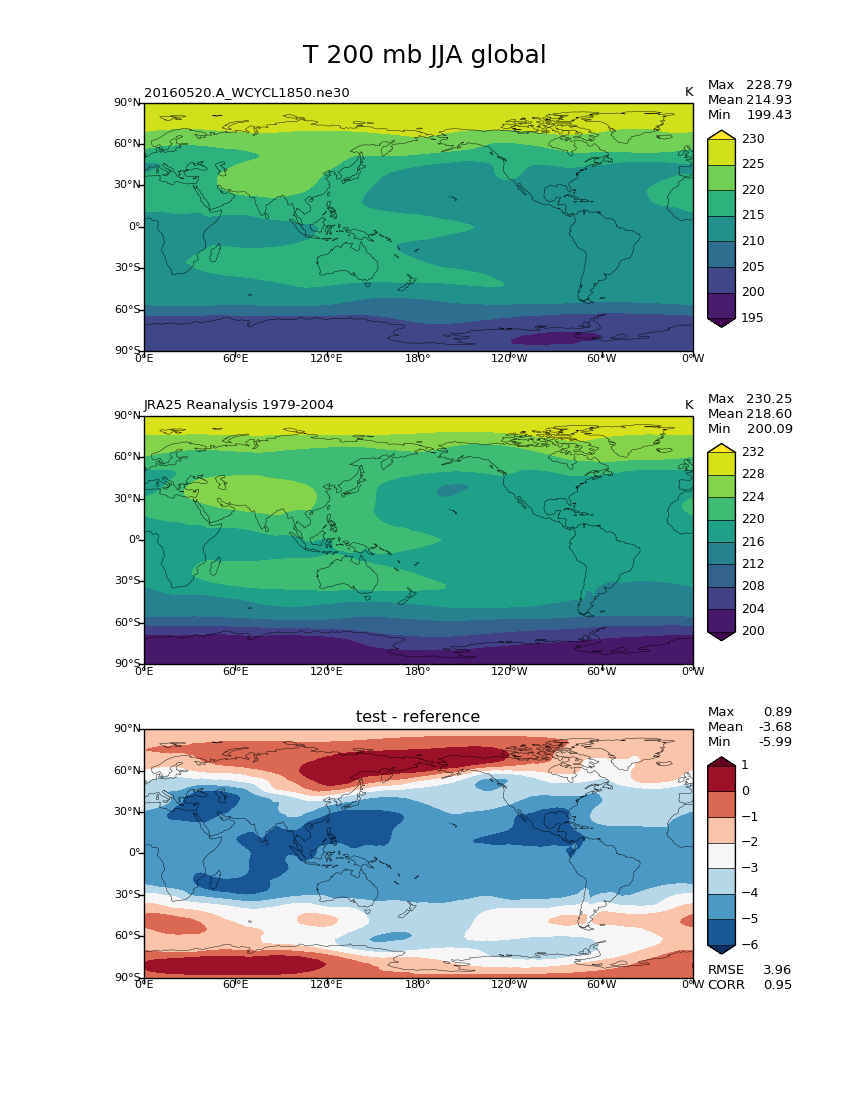 T 200 mb JJA global
20160520.A_WCYCL1850.ne30
K
Max 228.79
Mean 214.93
Min 199.43
90°N
60°N
30°N
0°
30°S
60°S
90°S
0°E 60°E 120°E 180° 120°W 60°W 0°W
230
225
220
215
210
205
200
195
JRA25 Reanalysis 1979-2004
K
Max 230.25
Mean 218.60
Min 200.09
90°N
60°N
30°N
0°
30°S
60°S
90°S
0°E 60°E 120°E 180° 120°W 60°W 0°W
232
228
224
220
216
212
208
204
200
test - reference
Max 0.89
Mean -3.68
Min -5.99
90°N
60°N
30°N
0°
30°S
60°S
90°S
0°E 60°E 120°E 180° 120°W 60°W 0°W
1
0
−1
−2
−3
−4
−5
−6
RMSE 3.96
CORR 0.95